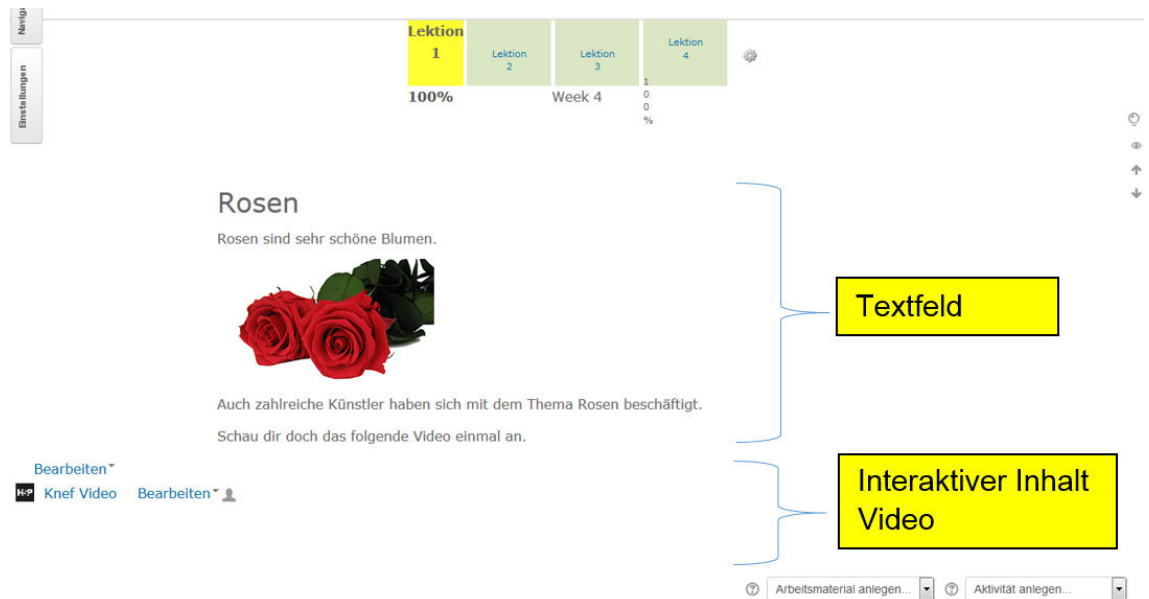 Naviga
Einstellungen
Lektion
1
Lektion
2
Lektion
3
Lektion
4
100%
Week 4
1
0
0
%
Rosen
Rosen sind sehr schöne Blumen.
Textfeld
Auch zahlreiche Künstler haben sich mit dem Thema Rosen beschäftigt.
Schau dir doch das folgende Video einmal an.
Bearbeiten
H-P Knef Video Bearbeiten
Interaktiver Inhalt
Video
Arbeitsmaterial anlegen... Aktivität anlegen...